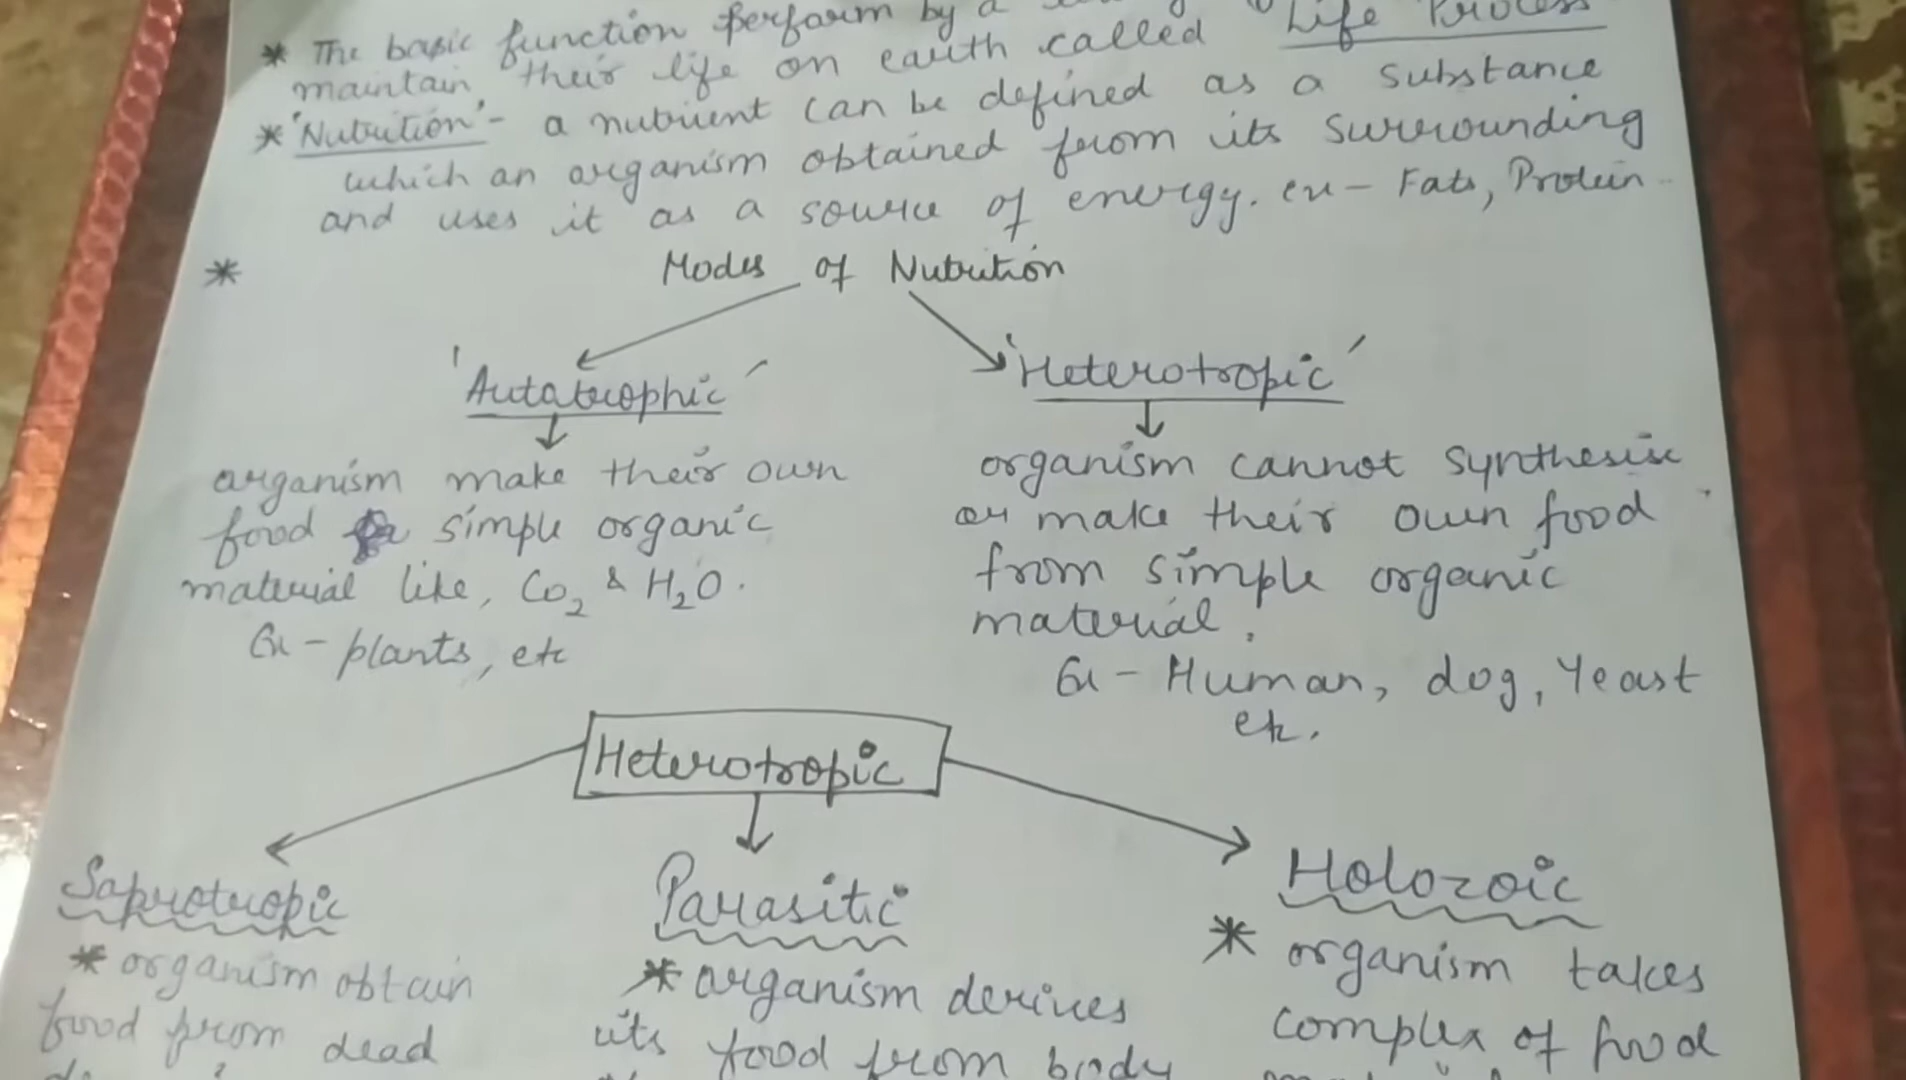 * The basic function perform by a Life Process
maintain their life on earth called
* 'Nutrition' - a nutrient can be defined as a substance
which an organism obtained from its surrounding
and uses it as a source of energy. ex - Fats, Protein
* Modes of Nutrition
'Autatrophic' 'Heterotropic'
organism make their own
food simple organic
material like, CO2 & H2O.
Ex - plants, etc
organism cannot synthesise
or make their own food
from simple organic
material.
Ex - Human, dog, Yeast
etc.
Heterotropic
Saprotropic Parasitic Holozoic
* organism obtain
food from dead
* organism derives
its food from body
* organism takes
complex of food